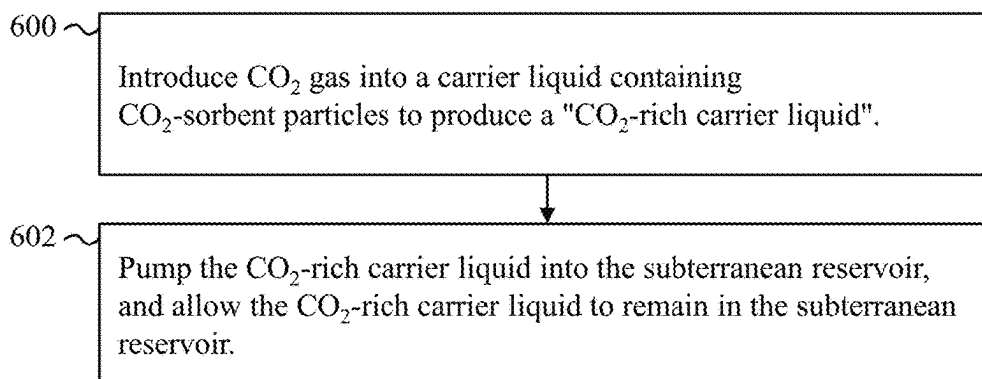 600
Introduce CO₂ gas into a carrier liquid containing
CO₂-sorbent particles to produce a "CO₂-rich carrier liquid".
602
Pump the CO₂-rich carrier liquid into the subterranean reservoir,
and allow the CO₂-rich carrier liquid to remain in the subterranean
reservoir.